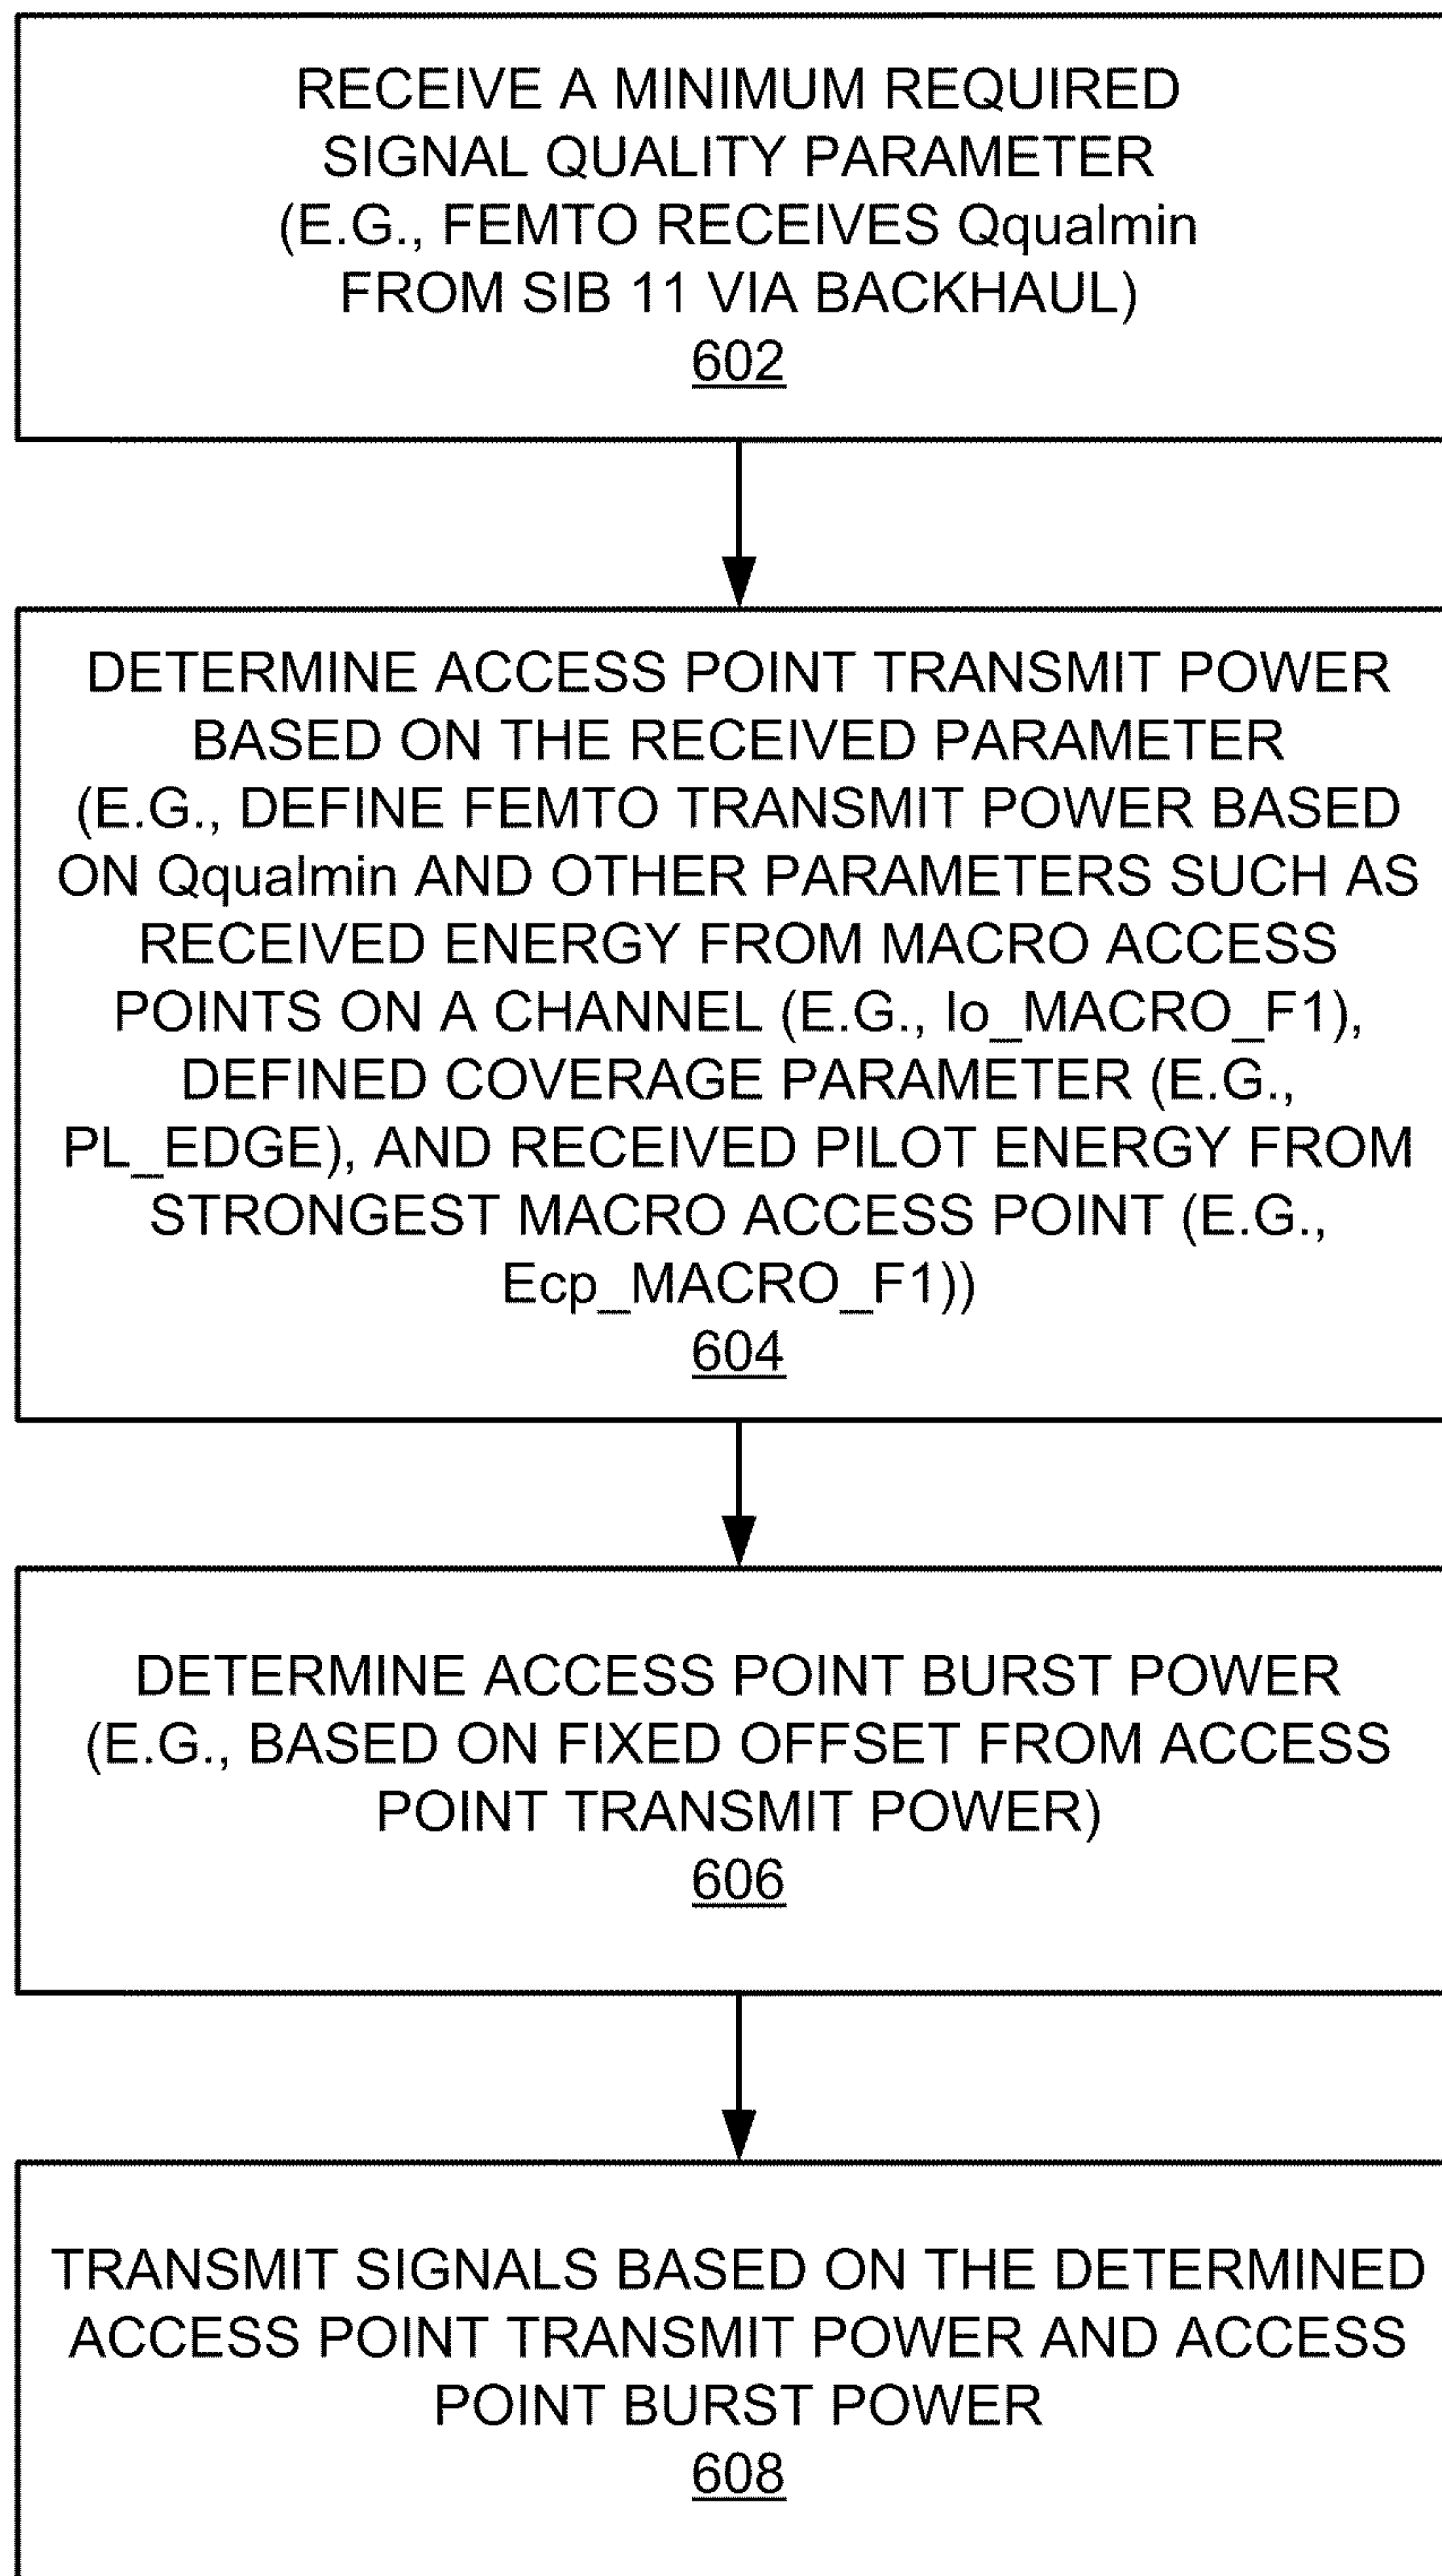 RECEIVE A MINIMUM REQUIRED
SIGNAL QUALITY PARAMETER
(E.G., FEMTO RECEIVES Qqualmin
FROM SIB 11 VIA BACKHAUL)
602
DETERMINE ACCESS POINT TRANSMIT POWER
BASED ON THE RECEIVED PARAMETER
(E.G., DEFINE FEMTO TRANSMIT POWER BASED
ON Qqualmin AND OTHER PARAMETERS SUCH AS
RECEIVED ENERGY FROM MACRO ACCESS
POINTS ON A CHANNEL (E.G., Io_MACRO_F1),
DEFINED COVERAGE PARAMETER (E.G.,
PL_EDGE), AND RECEIVED PILOT ENERGY FROM
STRONGEST MACRO ACCESS POINT (E.G.,
Ecp_MACRO_F1))
604
DETERMINE ACCESS POINT BURST POWER
(E.G., BASED ON FIXED OFFSET FROM ACCESS
POINT TRANSMIT POWER)
606
TRANSMIT SIGNALS BASED ON THE DETERMINED
ACCESS POINT TRANSMIT POWER AND ACCESS
POINT BURST POWER
608